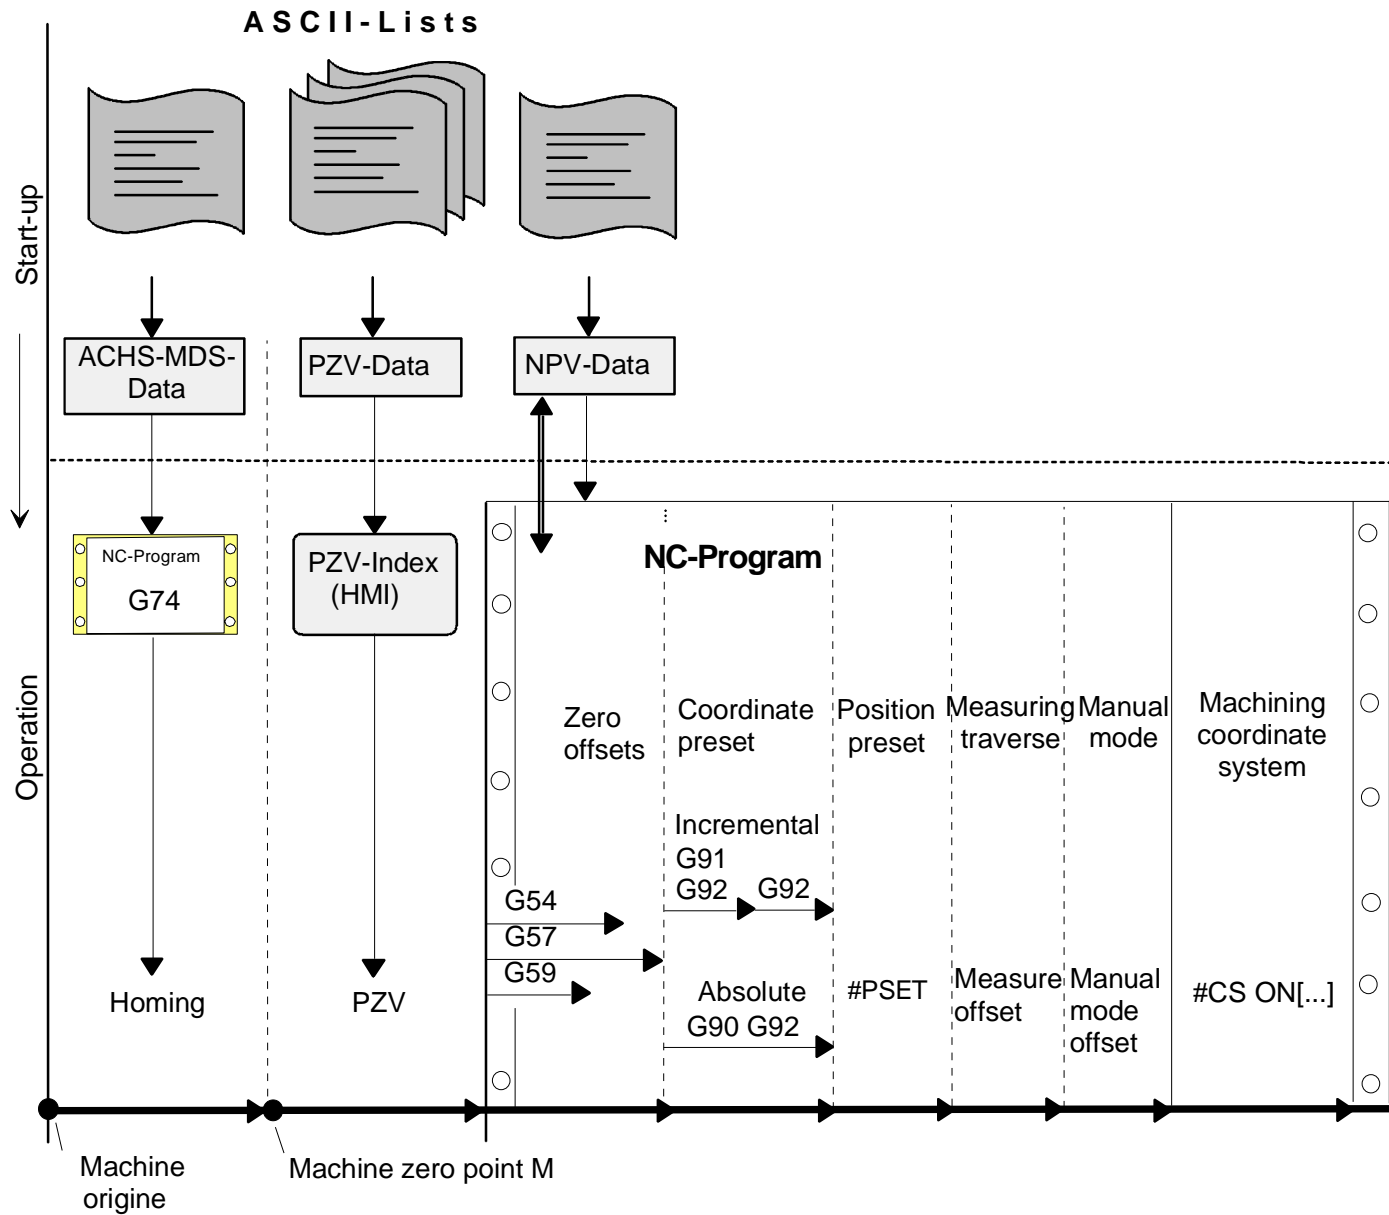 ASCII-Lists
Start-up
ACHS-MDS-
Data
PZV-Data
NPV-Data
Operation
NC-Program
G74
PZV-Index
(HMI)
...
NC-Program
Zero
offsets
Coordinate
preset
Position
preset
Measuring
traverse
Manual
mode
Machining
coordinate
system
Incremental
G91
G92
G92
G54
G57
G59
Absolute
G90 G92
#PSET
Measure
offset
Manual
mode
offset
#CS ON[...]
Homing
PZV
Machine
origine
Machine zero point M